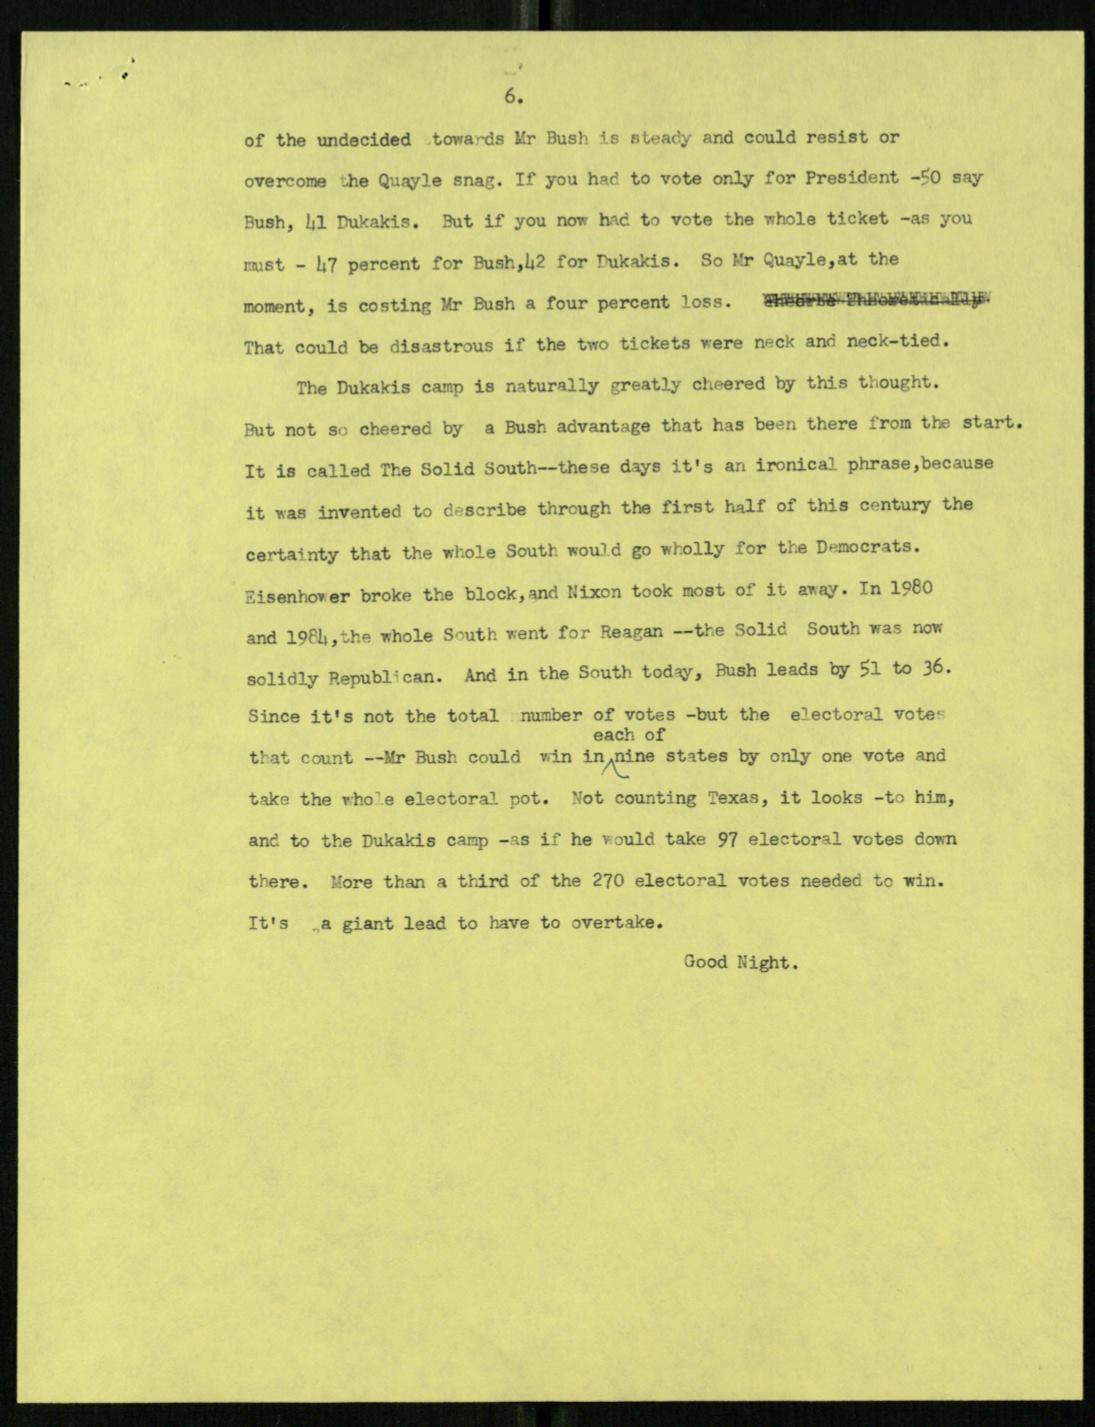 6.
of the undecided towards Mr Bush is steady and could resist or
overcome the Quayle snag. If you had to vote only for President -50 say
Bush, 41 Dukakis. But if you now had to vote the whole ticket -as you
must - 47 percent for Bush,42 for Dukakis. So Mr Quayle,at the
moment, is costing Mr Bush a four percent loss.
That could be disastrous if the two tickets were neck and neck-tied.
The Dukakis camp is naturally greatly cheered by this thought.
But not so cheered by a Bush advantage that has been there from the start.
It is called The Solid South--these days it's an ironical phrase,because
it was invented to describe through the first half of this century the
certainty that the whole South would go wholly for the Democrats.
Eisenhower broke the block,and Nixon took most of it away. In 1980
and 1984,the whole South went for Reagan --the Solid South was now
solidly Republican. And in the South today, Bush leads by 51 to 36.
Since it's not the total number of votes -but the electoral votes
each of
that count --Mr Bush could win in nine states by only one vote and
take the whole electoral pot. Not counting Texas, it looks -to him,
and to the Dukakis camp -as if he would take 97 electoral votes down
there. More than a third of the 270 electoral votes needed to win.
It's a giant lead to have to overtake.
Good Night.